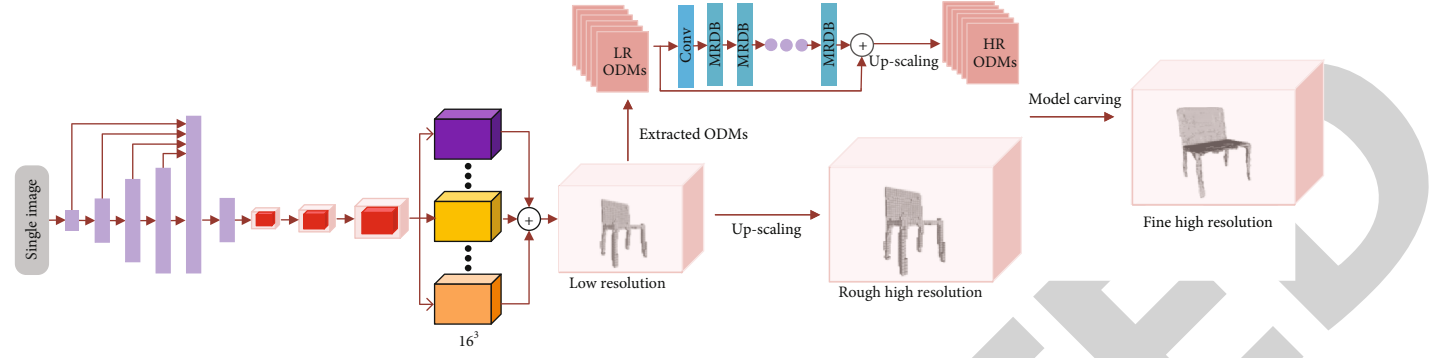 Single image
16³
Low resolution
Extracted ODMs
LR
ODMs
Conv
MRDB
MRDB
MRDB
Up-scaling
HR
ODMs
Up-scaling
Rough high resolution
Model carving
Fine high resolution